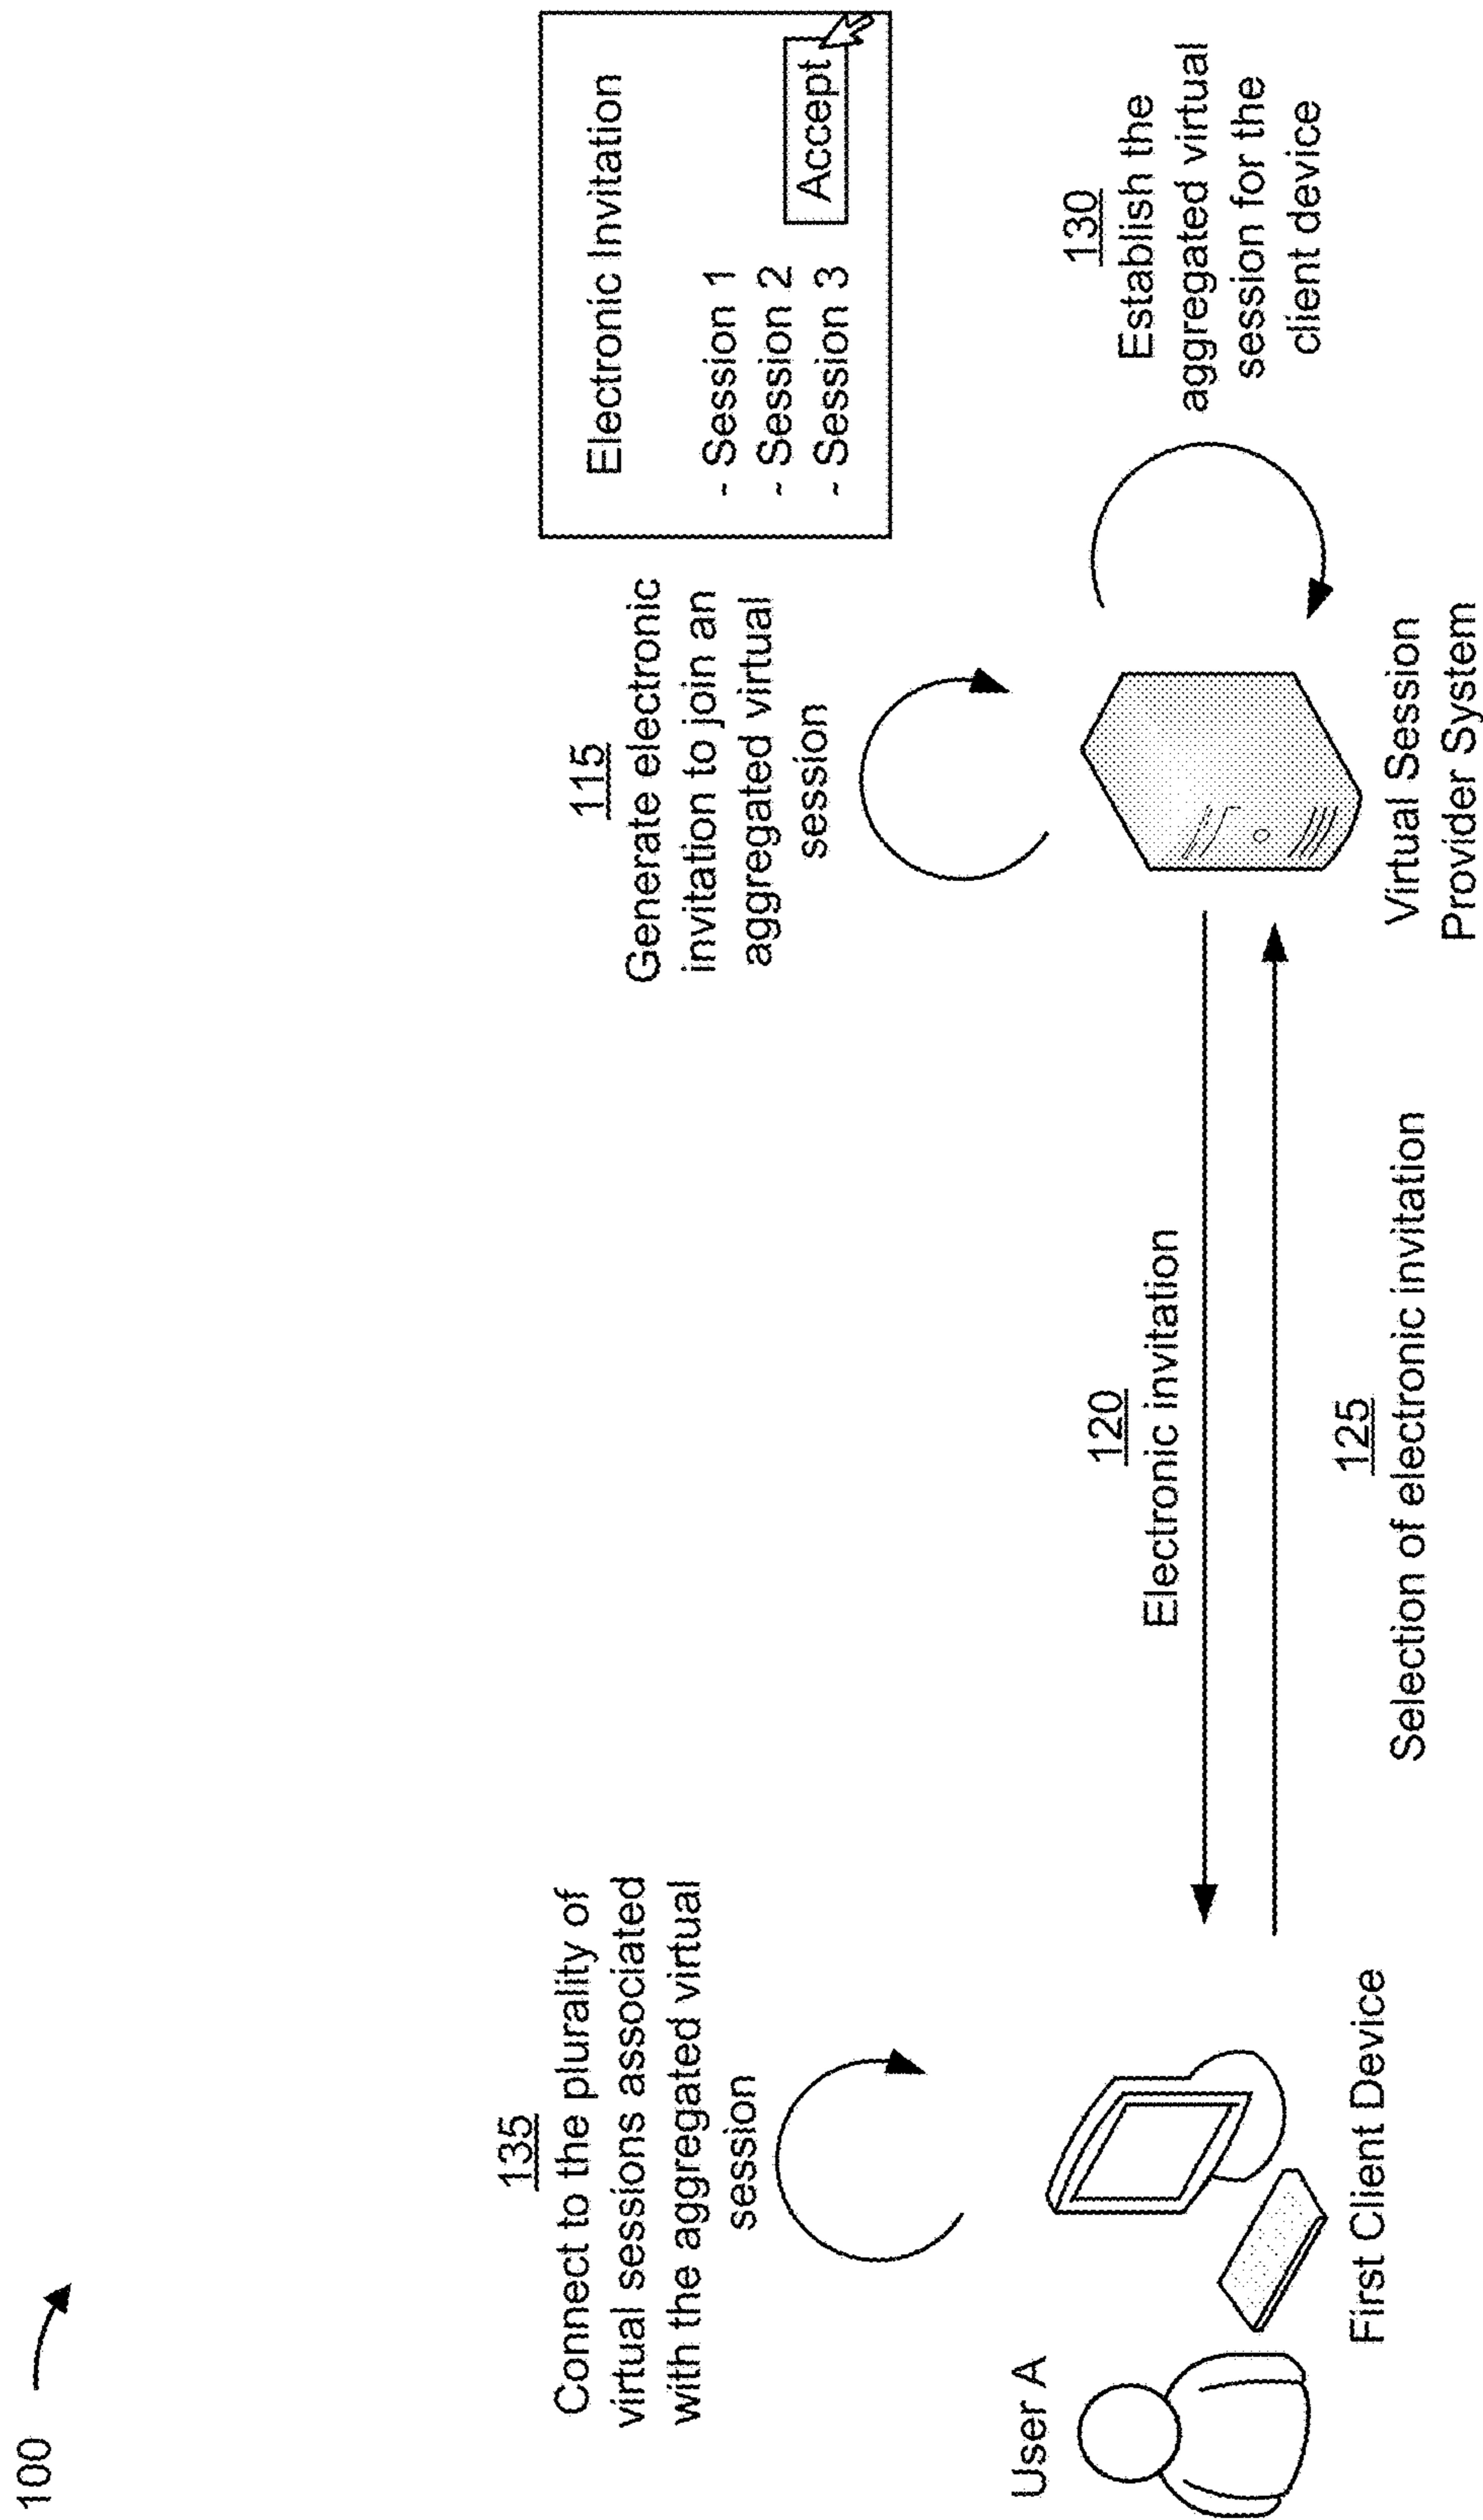 100
135
Connect to the plurality of
virtual sessions associated
with the aggregated virtual
session
115
Generate electronic
invitation to join an
aggregated virtual
session
Electronic Invitation
- Session 1
- Session 2
- Session 3
Accept
User A
First Client Device
120
Electronic invitation
125
Selection of electronic invitation
Virtual Session
Provider System
130
Establish the
aggregated virtual
session for the
client device